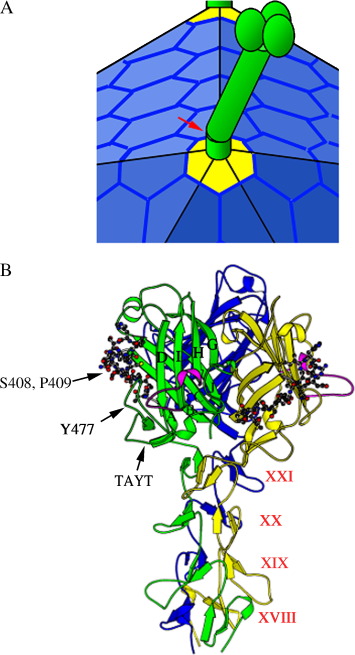 A
B
D I H G
B
S408, P409
Y477
TAYT
XXI
XX
XIX
XVIII